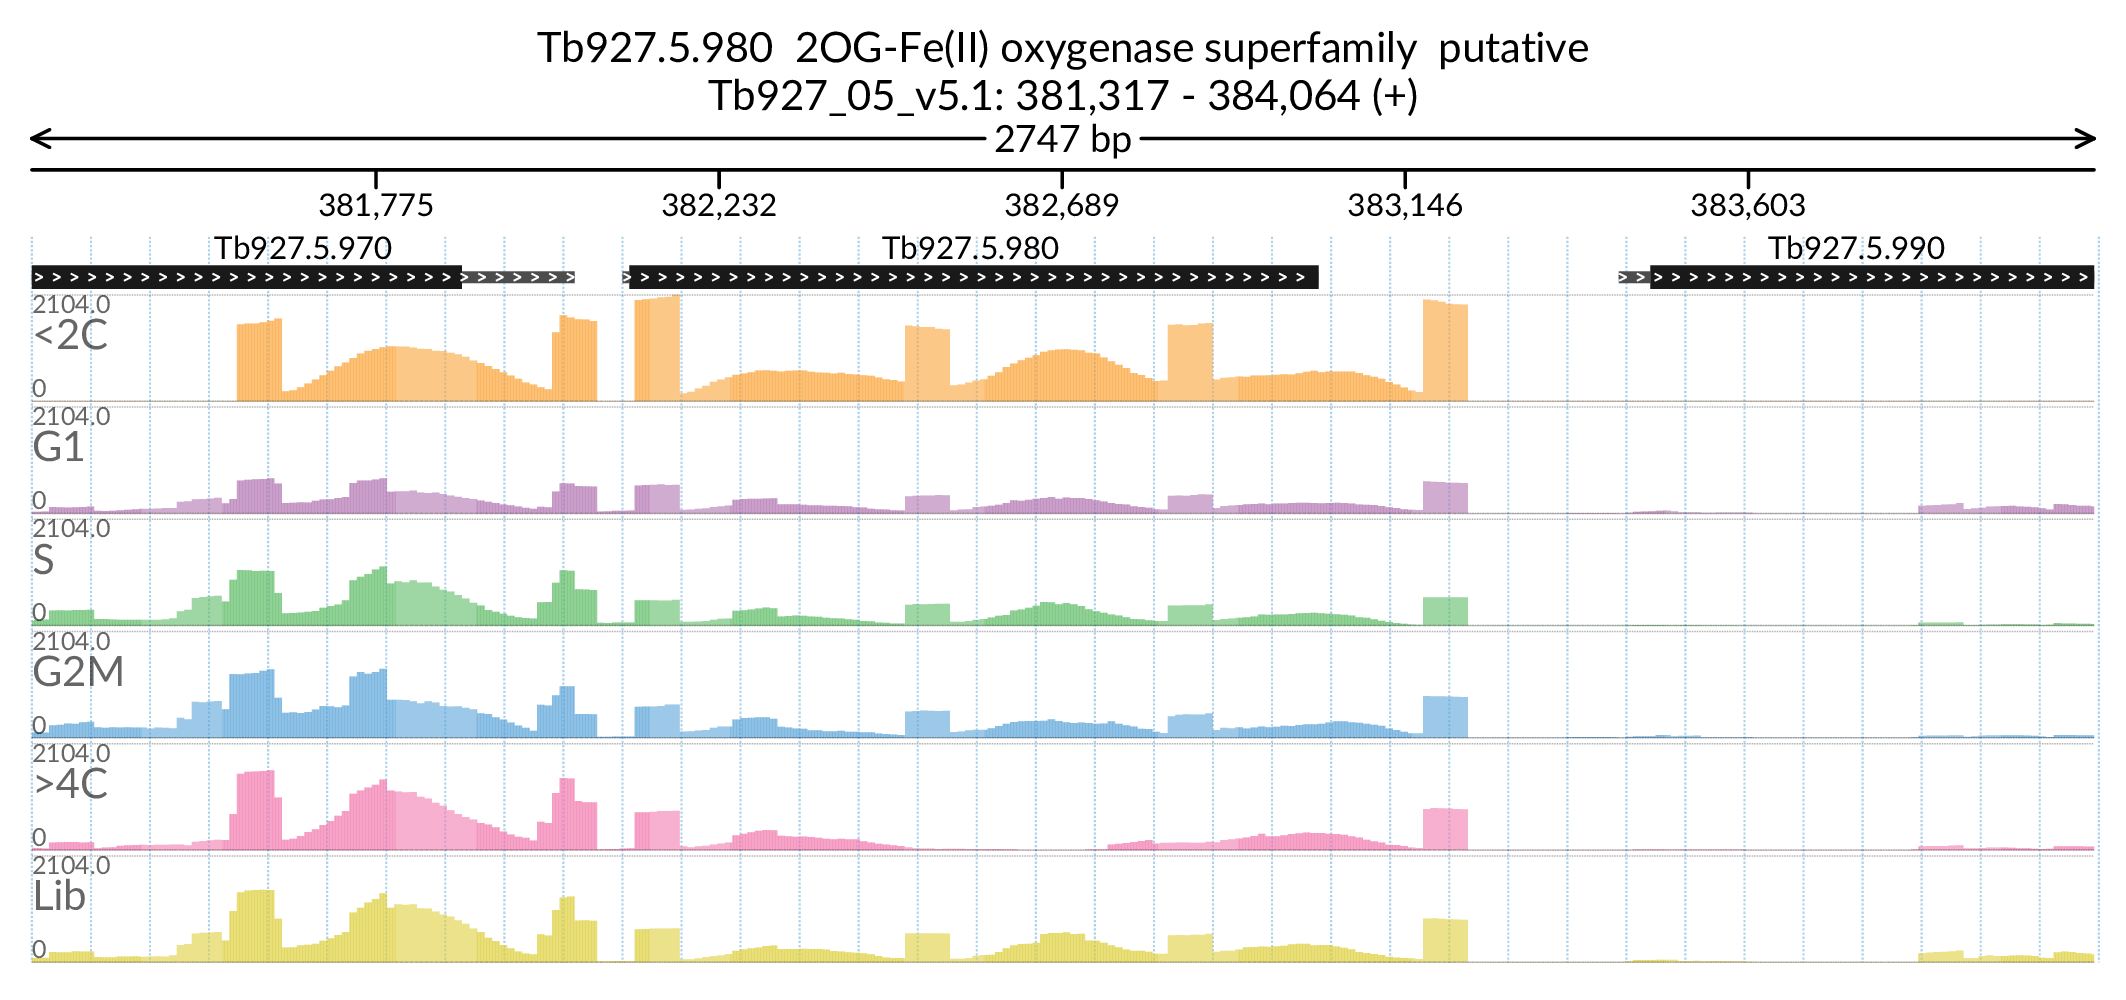 Tb927.5.980  2OG-Fe(II) oxygenase superfamily  putative
Tb927_05_v5.1: 381,317 - 384,064 (+)
2747 bp
381,775 382,232 382,689 383,146 383,603
Tb927.5.970 Tb927.5.980 Tb927.5.990
2104.0
<2C
0
2104.0
G1
0
2104.0
S
0
2104.0
G2M
0
2104.0
>4C
0
2104.0
Lib
0